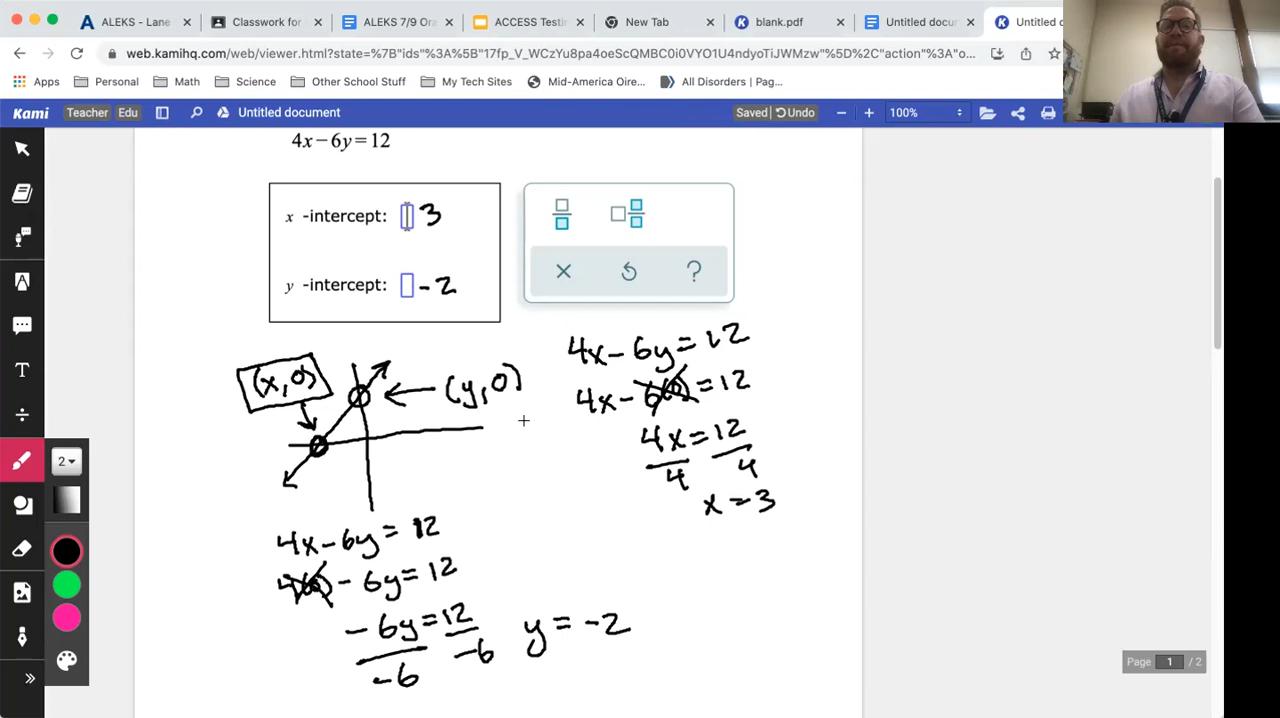 ALEKS - Lane
Classwork for
ALEKS 7/9 Ora
ACCESS Testin
New Tab
blank.pdf
Untitled docur
Untitled
web.kamihq.com/web/viewer.html?state=%7B"ids"%3A%5B"17fp_V_WCzYu8pa4oeScQMBC0i0VYO1U4ndyoTiJWMzw"%5D%2C"action"%3A"o...
Apps
Personal
Math
Science
Other School Stuff
My Tech Sites
Mid-America Oire...
All Disorders | Pag...
Kami
Teacher
Edu
Untitled document
Saved
Undo
100%
4x−6y=12
x -intercept: 3
y -intercept: -2
?
(x,0)
(y,0)
4x-6y=12
4x-6(0)=12
4x=12
4 4
x=3
4x-6y=12
4(0)-6y=12
-6y=12
-6 -6
y=-2
T
2
Page 1 / 2